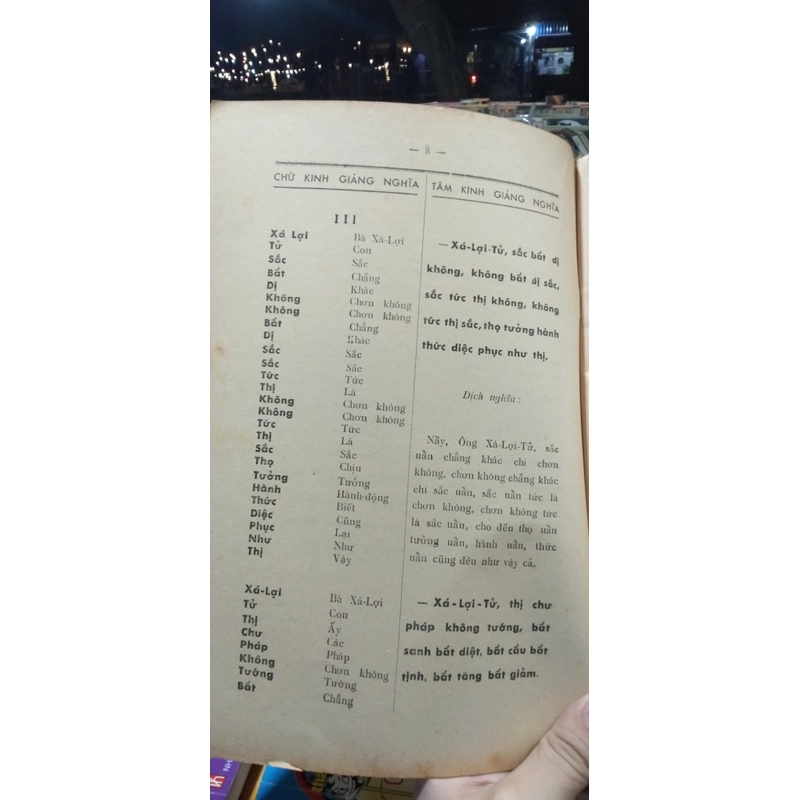 — 8 —
CHỮ KINH GIẢNG NGHĨA
III
Xá Lợi Bà Xá-Lợi
Tử Con
Sắc Sắc
Bất Chẳng
Dị Khác
Không Chơn không
Không Chơn không
Bất Chẳng
Dị Khác
Sắc Sắc
Sắc Sắc
Tức Tức
Thị Là
Không Chơn không
Không Chơn không
Tức Tức
Thị Là
Sắc Sắc
Thọ Chịu
Tưởng Tưởng
Hành Hành-động
Thức Biết
Diệc Cũng
Phục Lại
Như Như
Thị Vậy
Xá-Lợi Bà Xá-Lợi
Tử Con
Thị Ấy
Chư Các
Pháp Pháp
Không Chơn không
Tướng Tướng
Bất Chẳng
TÂM KINH GIẢNG NGHĨA
— Xá-Lợi-Tử, sắc bất dị
không, không bất dị sắc,
sắc tức thị không, không
tức thị sắc, thọ tưởng hành
thức diệc phục như thị.
Dịch nghĩa :
Nầy, Ông Xá-Lợi-Tử, sắc
uẩn chẳng khác chi chơn
không, chơn không chẳng khác
chi sắc uẩn, sắc uẩn tức là
chơn không, chơn không tức
là sắc uẩn, cho đến thọ uẩn
tưởng uẩn, hành uẩn, thức
uẩn cũng đều như vậy cả.
— Xá-Lợi-Tử, thị chư
pháp không tướng, bất
sanh bất diệt, bất cấu bất
tịnh, bất tăng bất giảm.